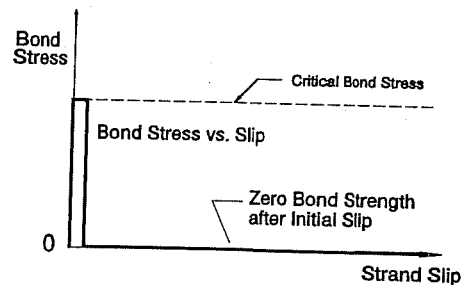 Bond
Stress
Critical Bond Stress
Bond Stress vs. Slip
Zero Bond Strength
after Initial Slip
0
Strand Slip